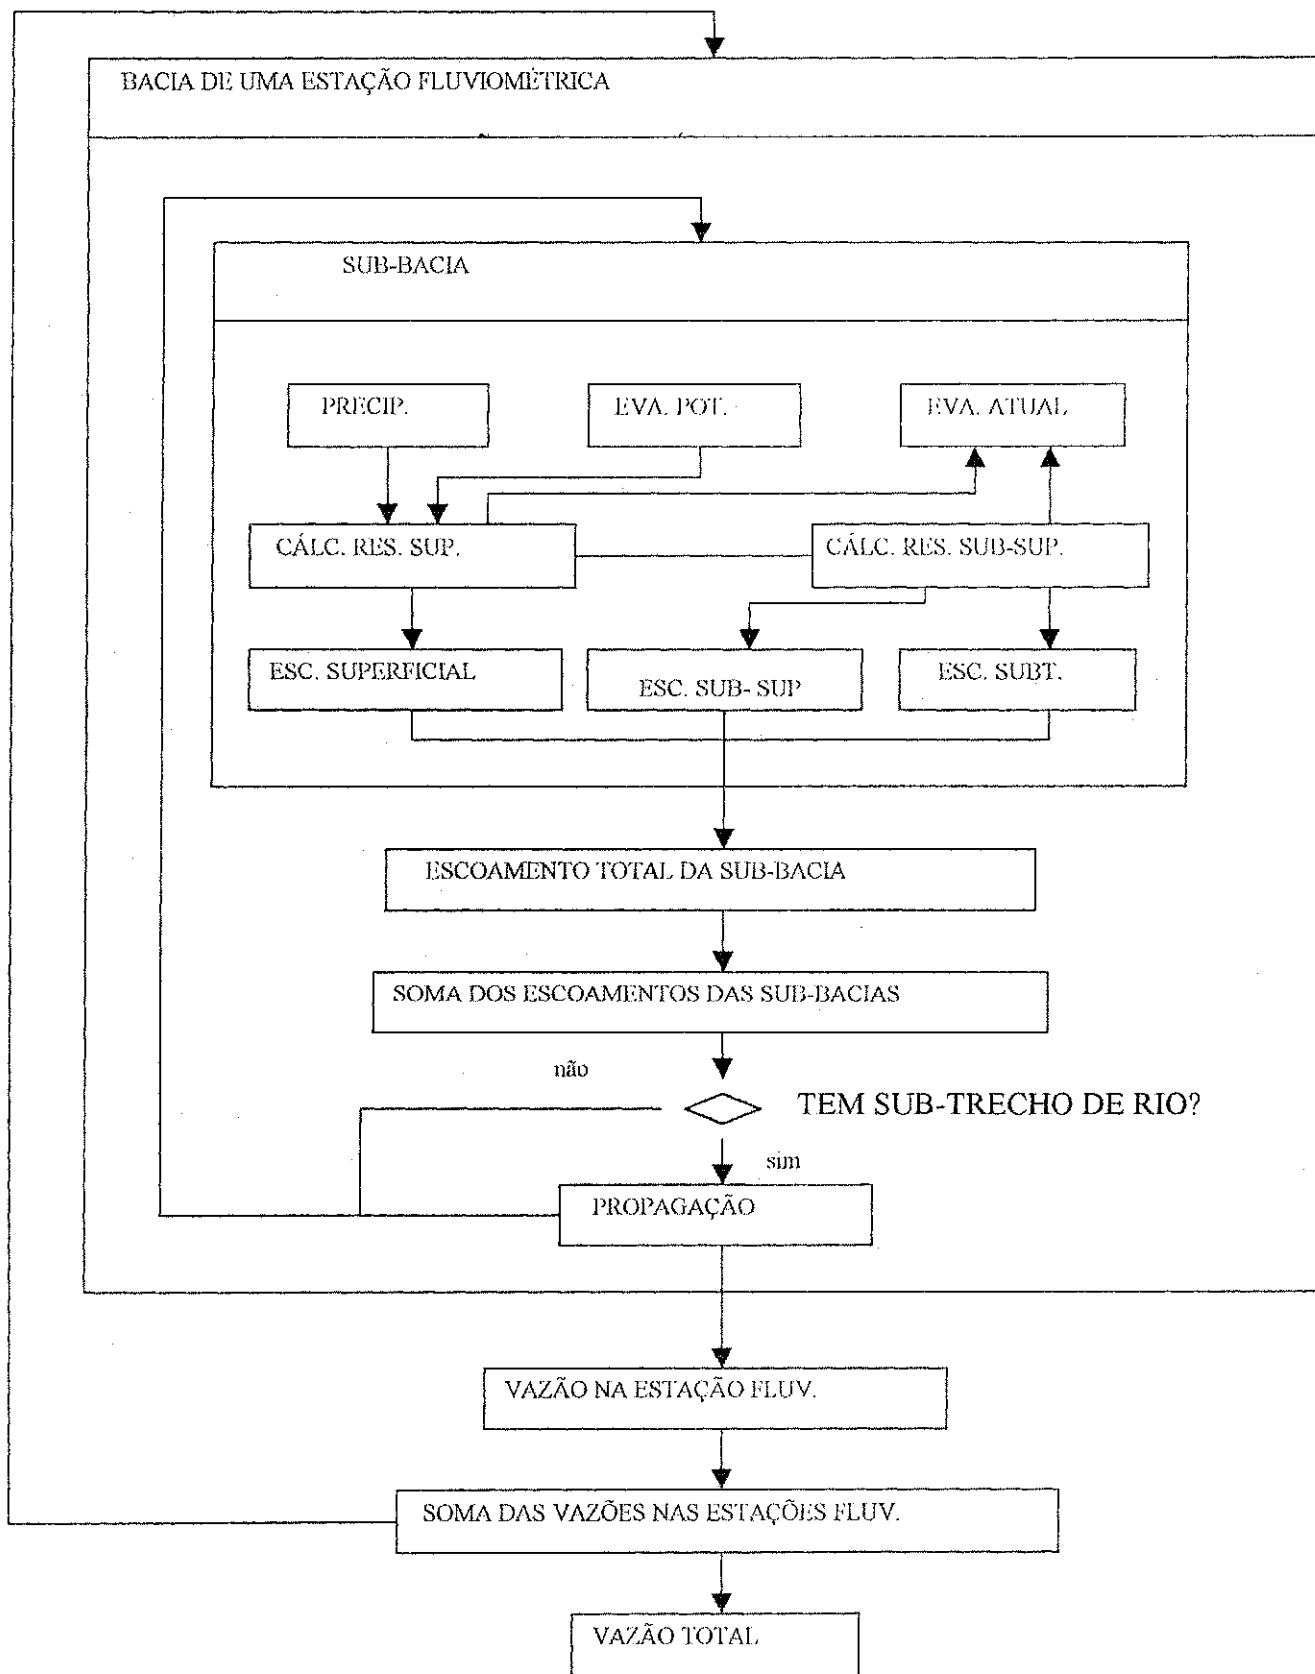 BACIA DE UMA ESTAÇÃO FLUVIOMÉTRICA
SUB-BACIA
PRECIP.
EVA. POT.
EVA. ATUAL
CÁLC. RES. SUP.
CÁLC. RES. SUB-SUP.
ESC. SUPERFICIAL
ESC. SUB- SUP
ESC. SUBT.
ESCOAMENTO TOTAL DA SUB-BACIA
SOMA DOS ESCOAMENTOS DAS SUB-BACIAS
não
TEM SUB-TRECHO DE RIO?
sim
PROPAGAÇÃO
VAZÃO NA ESTAÇÃO FLUV.
SOMA DAS VAZÕES NAS ESTAÇÕES FLUV.
VAZÃO TOTAL